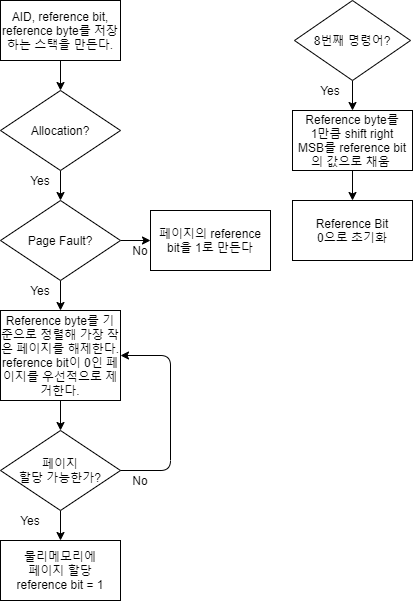 AID, reference bit,
reference byte를 저장
하는 스택을 만든다.
Allocation?
Yes
Page Fault?
No
페이지의 reference
bit을 1로 만든다
Yes
Reference byte를 기
준으로 정렬해 가장 작
은 페이지를 해제한다.
reference bit이 0인 페
이지를 우선적으로 제
거한다.
페이지
할당 가능한가?
No
Yes
물리메모리에
페이지 할당
reference bit = 1
8번째 명령어?
Yes
Reference byte를
1만큼 shift right
MSB를 reference bit
의 값으로 채움
Reference Bit
0으로 초기화